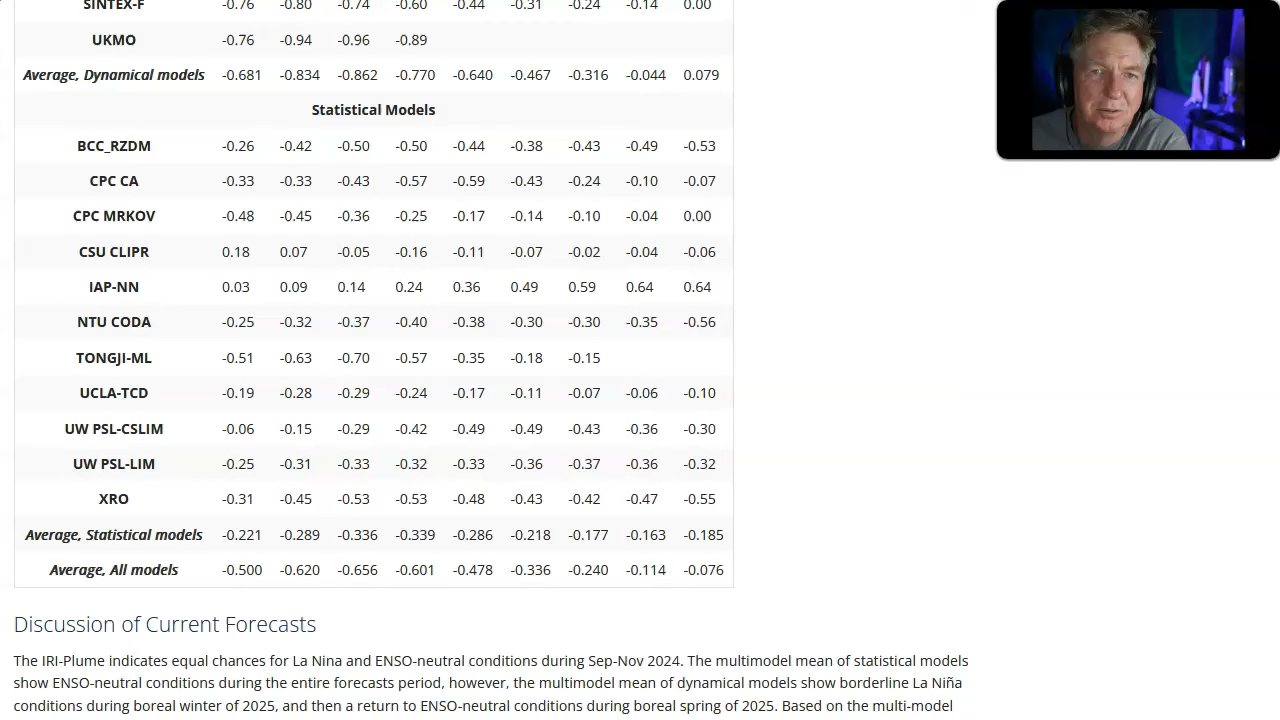 SINTEX-F -0.76 -0.80 -0.74 -0.60 -0.44 -0.31 -0.24 -0.14 0.00
UKMO -0.76 -0.94 -0.96 -0.89
Average, Dynamical models -0.681 -0.834 -0.862 -0.770 -0.640 -0.467 -0.316 -0.044 0.079
Statistical Models
BCC_RZDM -0.26 -0.42 -0.50 -0.50 -0.44 -0.38 -0.43 -0.49 -0.53
CPC CA -0.33 -0.33 -0.43 -0.57 -0.59 -0.43 -0.24 -0.10 -0.07
CPC MRKOV -0.48 -0.45 -0.36 -0.25 -0.17 -0.14 -0.10 -0.04 0.00
CSU CLIPR 0.18 0.07 -0.05 -0.16 -0.11 -0.07 -0.02 -0.04 -0.06
IAP-NN 0.03 0.09 0.14 0.24 0.36 0.49 0.59 0.64 0.64
NTU CODA -0.25 -0.32 -0.37 -0.40 -0.38 -0.30 -0.30 -0.35 -0.56
TONGJI-ML -0.51 -0.63 -0.70 -0.57 -0.35 -0.18 -0.15
UCLA-TCD -0.19 -0.28 -0.29 -0.24 -0.17 -0.11 -0.07 -0.06 -0.10
UW PSL-CSLIM -0.06 -0.15 -0.29 -0.42 -0.49 -0.49 -0.43 -0.36 -0.30
UW PSL-LIM -0.25 -0.31 -0.33 -0.32 -0.33 -0.36 -0.37 -0.36 -0.32
XRO -0.31 -0.45 -0.53 -0.53 -0.48 -0.43 -0.42 -0.47 -0.55
Average, Statistical models -0.221 -0.289 -0.336 -0.339 -0.286 -0.218 -0.177 -0.163 -0.185
Average, All models -0.500 -0.620 -0.656 -0.601 -0.478 -0.336 -0.240 -0.114 -0.076
Discussion of Current Forecasts
The IRI-Plume indicates equal chances for La Nina and ENSO-neutral conditions during Sep-Nov 2024. The multimodel mean of statistical models
show ENSO-neutral conditions during the entire forecasts period, however, the multimodel mean of dynamical models show borderline La Niña
conditions during boreal winter of 2025, and then a return to ENSO-neutral conditions during boreal spring of 2025. Based on the multi-model